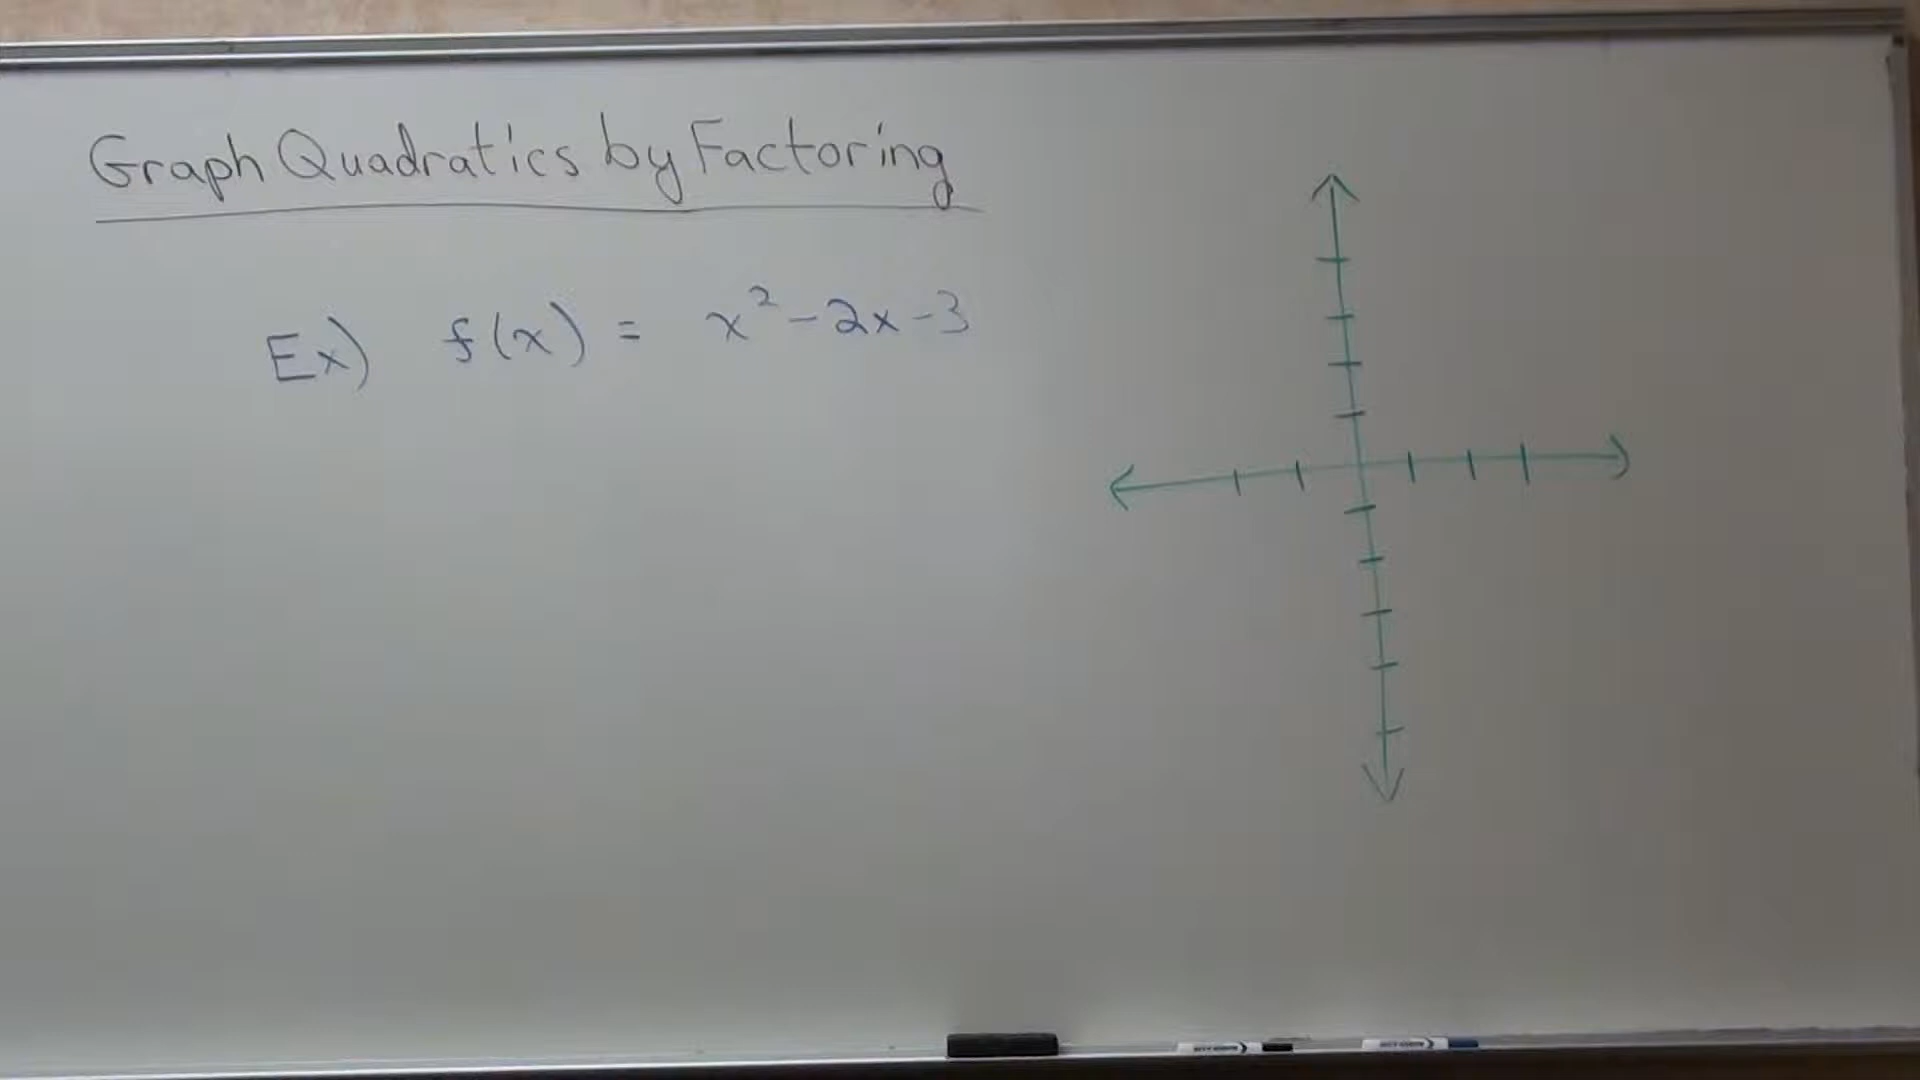 Graph Quadratics by Factoring
Ex) f(x) = x² - 2x - 3